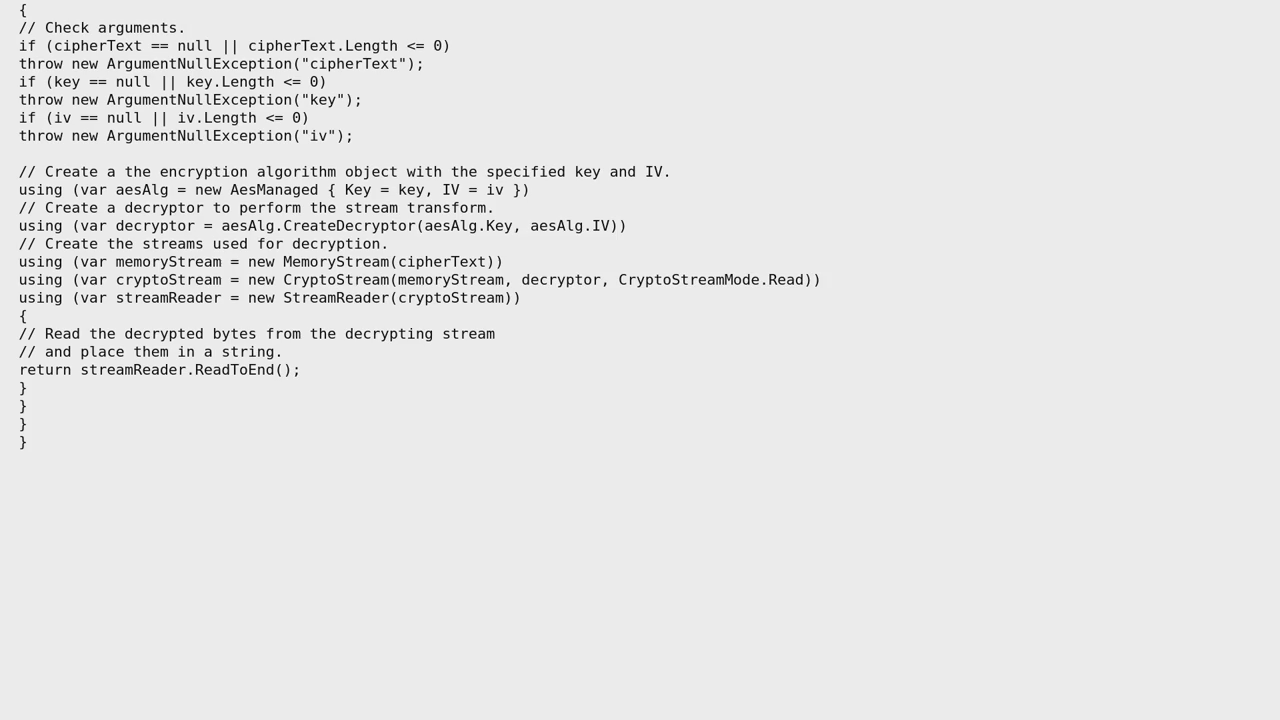 {
// Check arguments.
if (cipherText == null || cipherText.Length <= 0)
throw new ArgumentNullException("cipherText");
if (key == null || key.Length <= 0)
throw new ArgumentNullException("key");
if (iv == null || iv.Length <= 0)
throw new ArgumentNullException("iv");

// Create a the encryption algorithm object with the specified key and IV.
using (var aesAlg = new AesManaged { Key = key, IV = iv })
// Create a decryptor to perform the stream transform.
using (var decryptor = aesAlg.CreateDecryptor(aesAlg.Key, aesAlg.IV))
// Create the streams used for decryption.
using (var memoryStream = new MemoryStream(cipherText))
using (var cryptoStream = new CryptoStream(memoryStream, decryptor, CryptoStreamMode.Read))
using (var streamReader = new StreamReader(cryptoStream))
{
// Read the decrypted bytes from the decrypting stream
// and place them in a string.
return streamReader.ReadToEnd();
}
}
}
}